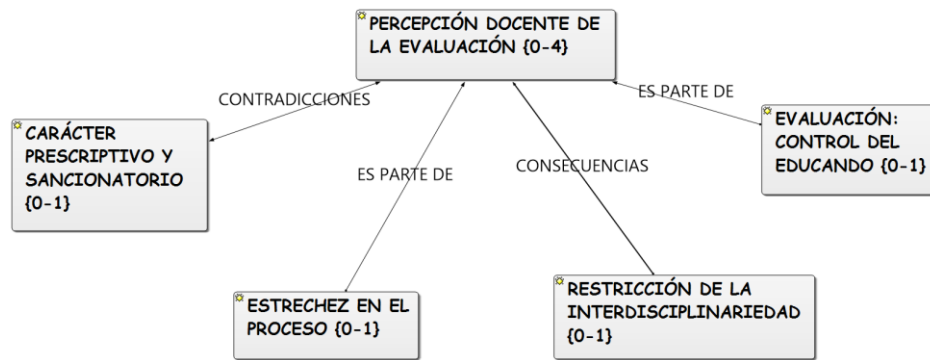 PERCEPCIÓN DOCENTE DE
LA EVALUACIÓN {0-4}
CONTRADICCIONES
ES PARTE DE
CARÁCTER
PRESCRIPTIVO Y
SANCIONATORIO
{0-1}
EVALUACIÓN:
CONTROL DEL
EDUCANDO {0-1}
ES PARTE DE
CONSECUENCIAS
ESTRECHEZ EN EL
PROCESO {0-1}
RESTRICCIÓN DE LA
INTERDISCIPLINARIEDAD
{0-1}